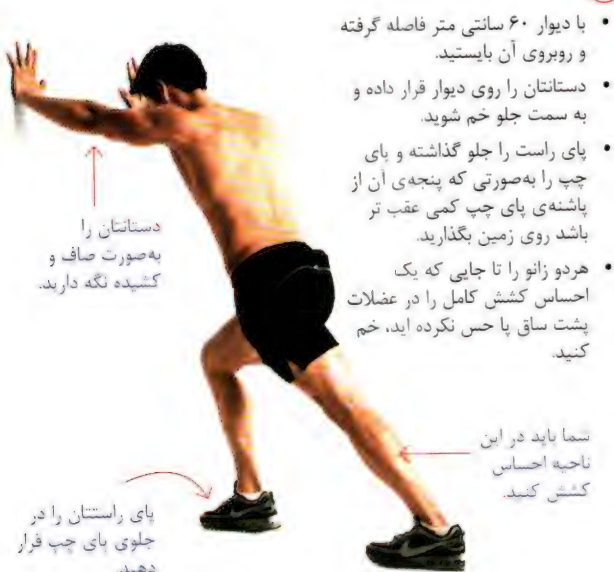 • با دیوار ۶۰ سانتی متر فاصله گرفته
و روبروی آن بایستید.
• دستانتان را روی دیوار قرار داده و
به سمت جلو خم شوید.
• پای راست را جلو گذاشته و پای
چپ را به‌صورتی که پنجه‌ی آن از
پاشنه‌ی پای چپ کمی عقب تر
باشد روی زمین بگذارید.
• هردو زانو را تا جایی که یک
احساس کشش کامل را در عضلات
پشت ساق پا حس نکرده اید، خم
کنید.
دستانتان را
به‌صورت صاف و
کشیده نگه دارید.
شما باید در این
ناحیه احساس
کشش کنید.
پای راستتان را در
جلوی پای چپ قرار
دهید.